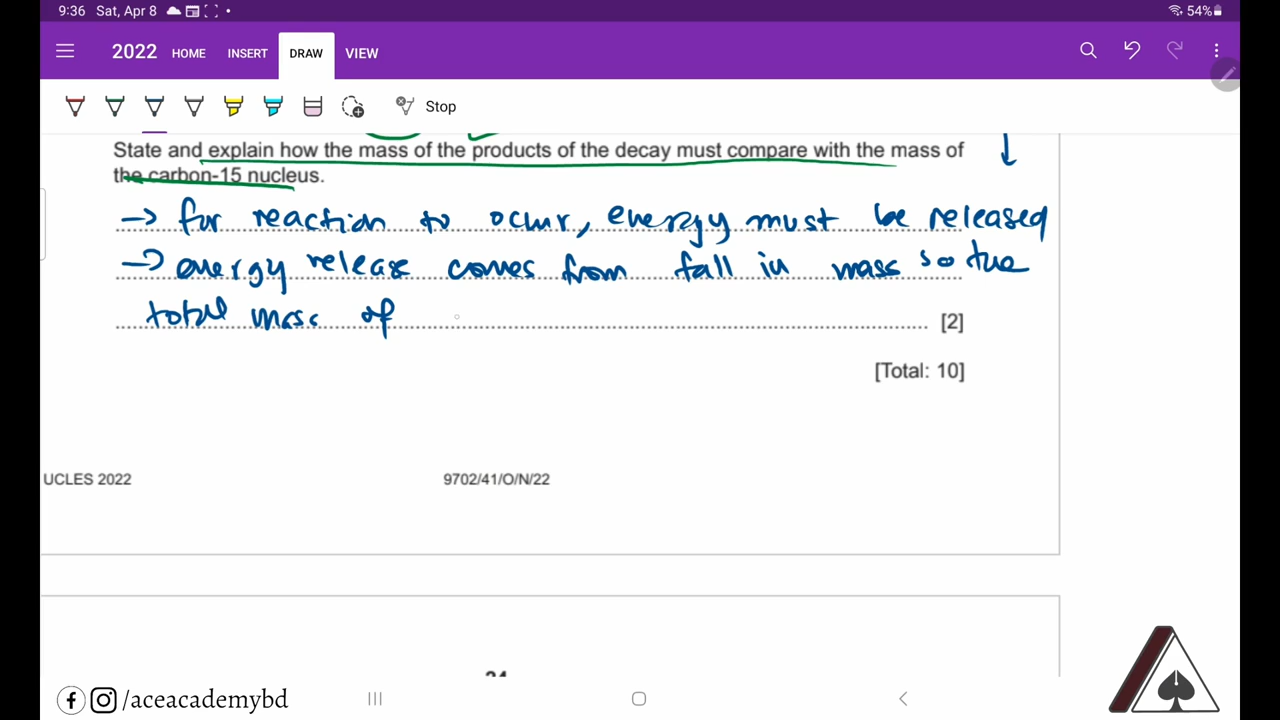 9:36 Sat, Apr 8 54%
2022 HOME INSERT DRAW VIEW
Stop
State and explain how the mass of the products of the decay must compare with the mass of
the carbon-15 nucleus.
→ for reaction to occur, energy must be released
→ energy release comes from fall in mass so the
total mass of
[2]
[Total: 10]
UCLES 2022 9702/41/O/N/22
/aceacademybd